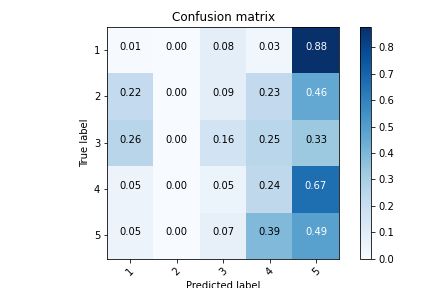 Confusion matrix
True label
1 0.01 0.00 0.08 0.03 0.88
2 0.22 0.00 0.09 0.23 0.46
3 0.26 0.00 0.16 0.25 0.33
4 0.05 0.00 0.05 0.24 0.67
5 0.05 0.00 0.07 0.39 0.49
1 2 3 4 5
Predicted label
0.8
0.7
0.6
0.5
0.4
0.3
0.2
0.1
0.0